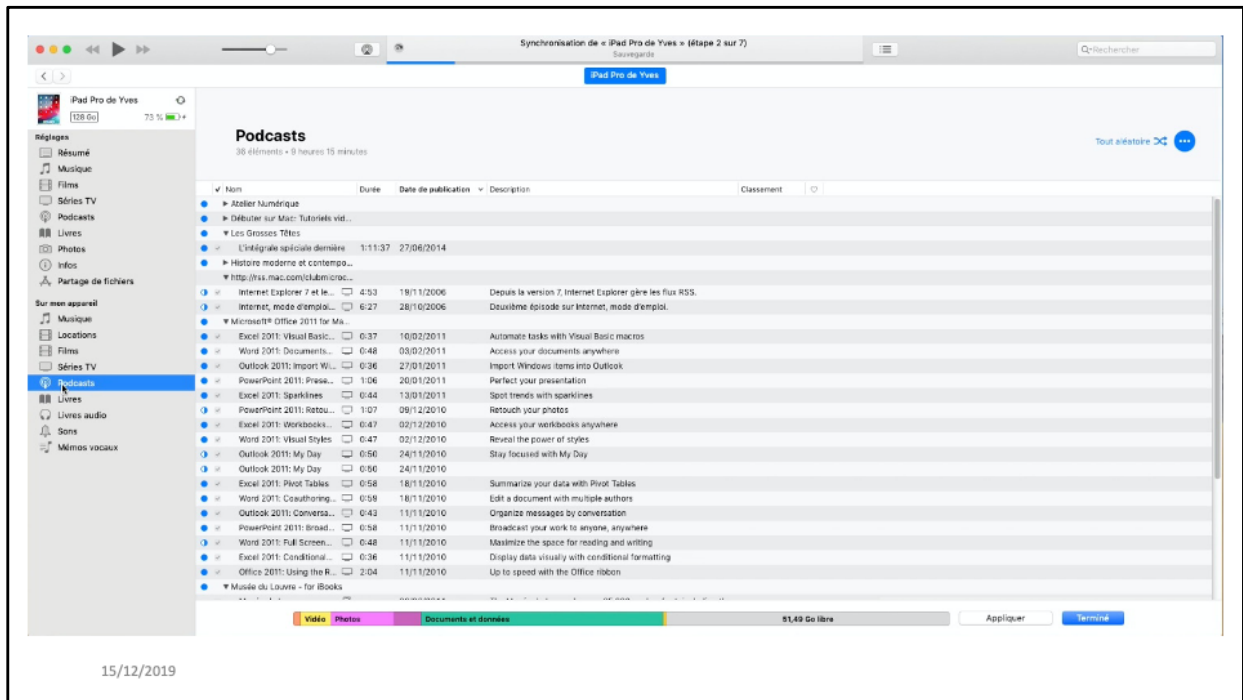 Synchronisation de « iPad Pro de Yves » (étape 2 sur 7)
Sauvegarde
Rechercher
iPad Pro de Yves
iPad Pro de Yves
128 Go 73 %
Réglages
Résumé
Musique
Films
Séries TV
Podcasts
Livres
Photos
Infos
Partage de fichiers
Sur mon appareil
Musique
Locations
Films
Séries TV
Podcasts
Livres
Livres audio
Sons
Mémos vocaux
Podcasts
36 éléments • 9 heures 15 minutes
Tout aléatoire
Nom Durée Date de publication Description Classement
Atelier Numérique
Débuter sur Mac: Tutoriels vid...
Les Grosses Têtes
L'intégrale spéciale dernière 1:11:37 27/06/2014
Histoire moderne et contempo...
http://rss.mac.com/clubmicroc...
Internet Explorer 7 et le... 4:53 19/11/2006 Depuis la version 7, Internet Explorer gère les flux RSS.
Internet, mode d'emploi... 6:27 28/10/2006 Deuxième épisode sur Internet, mode d'emploi.
Microsoft® Office 2011 for Ma...
Excel 2011: Visual Basic... 0:37 10/02/2011 Automate tasks with Visual Basic macros
Word 2011: Documents... 0:48 03/02/2011 Access your documents anywhere
Outlook 2011: Import Wi... 0:36 27/01/2011 Import Windows items into Outlook
PowerPoint 2011: Prese... 1:06 20/01/2011 Perfect your presentation
Excel 2011: Sparklines 0:44 13/01/2011 Spot trends with sparklines
PowerPoint 2011: Retou... 1:07 09/12/2010 Retouch your photos
Excel 2011: Workbooks... 0:47 02/12/2010 Access your workbooks anywhere
Word 2011: Visual Styles 0:47 02/12/2010 Reveal the power of styles
Outlook 2011: My Day 0:50 24/11/2010 Stay focused with My Day
Outlook 2011: My Day 0:50 24/11/2010
Excel 2011: Pivot Tables 0:58 18/11/2010 Summarize your data with Pivot Tables
Word 2011: Coauthoring... 0:59 18/11/2010 Edit a document with multiple authors
Outlook 2011: Conversa... 0:43 11/11/2010 Organize messages by conversation
PowerPoint 2011: Broad... 0:58 11/11/2010 Broadcast your work to anyone, anywhere
Word 2011: Full Screen... 0:48 11/11/2010 Maximize the space for reading and writing
Excel 2011: Conditional... 0:36 11/11/2010 Display data visually with conditional formatting
Office 2011: Using the R... 2:04 11/11/2010 Up to speed with the Office ribbon
Musée du Louvre - for iBooks
Vidéo Photos Documents et données 51,49 Go libre Appliquer Terminé
15/12/2019